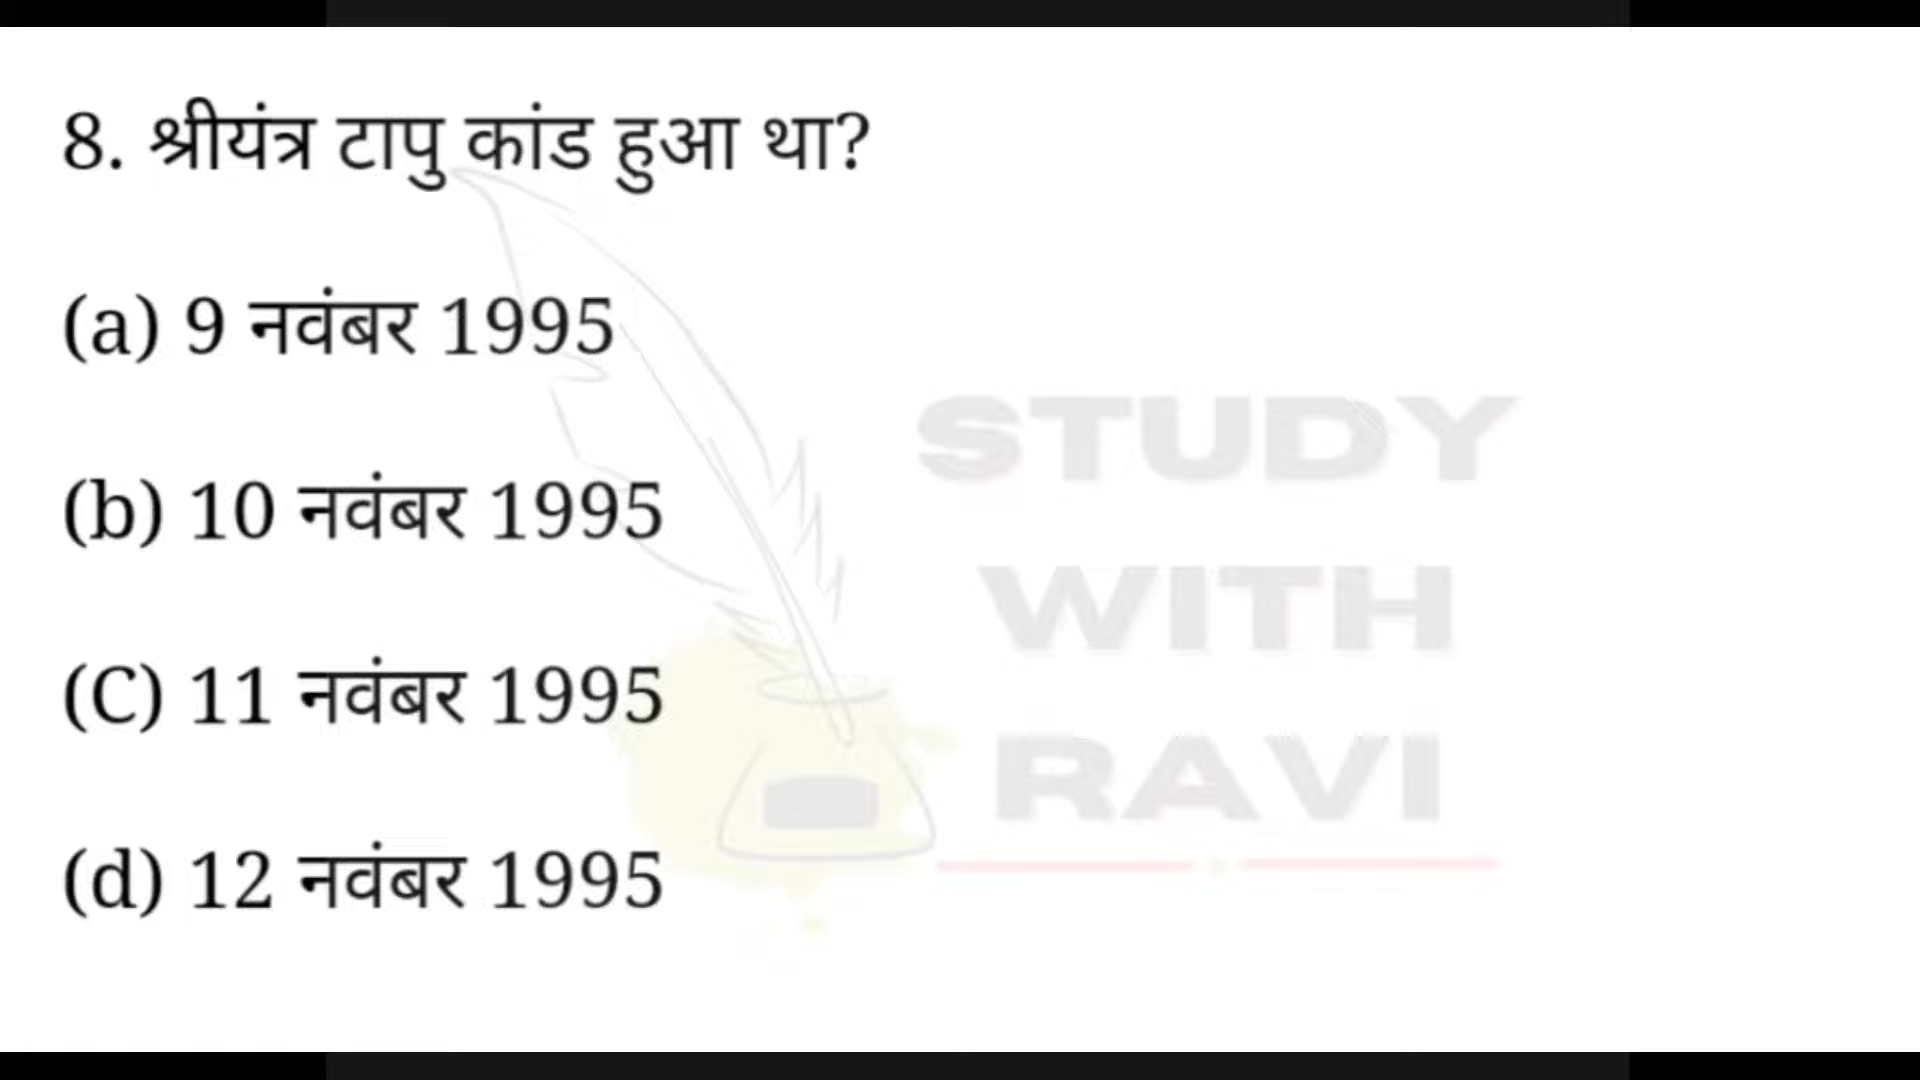 8. श्रीयंत्र टापु कांड हुआ था?
(a) 9 नवंबर 1995
(b) 10 नवंबर 1995
(C) 11 नवंबर 1995
(d) 12 नवंबर 1995
STUDY
WITH
RAVI